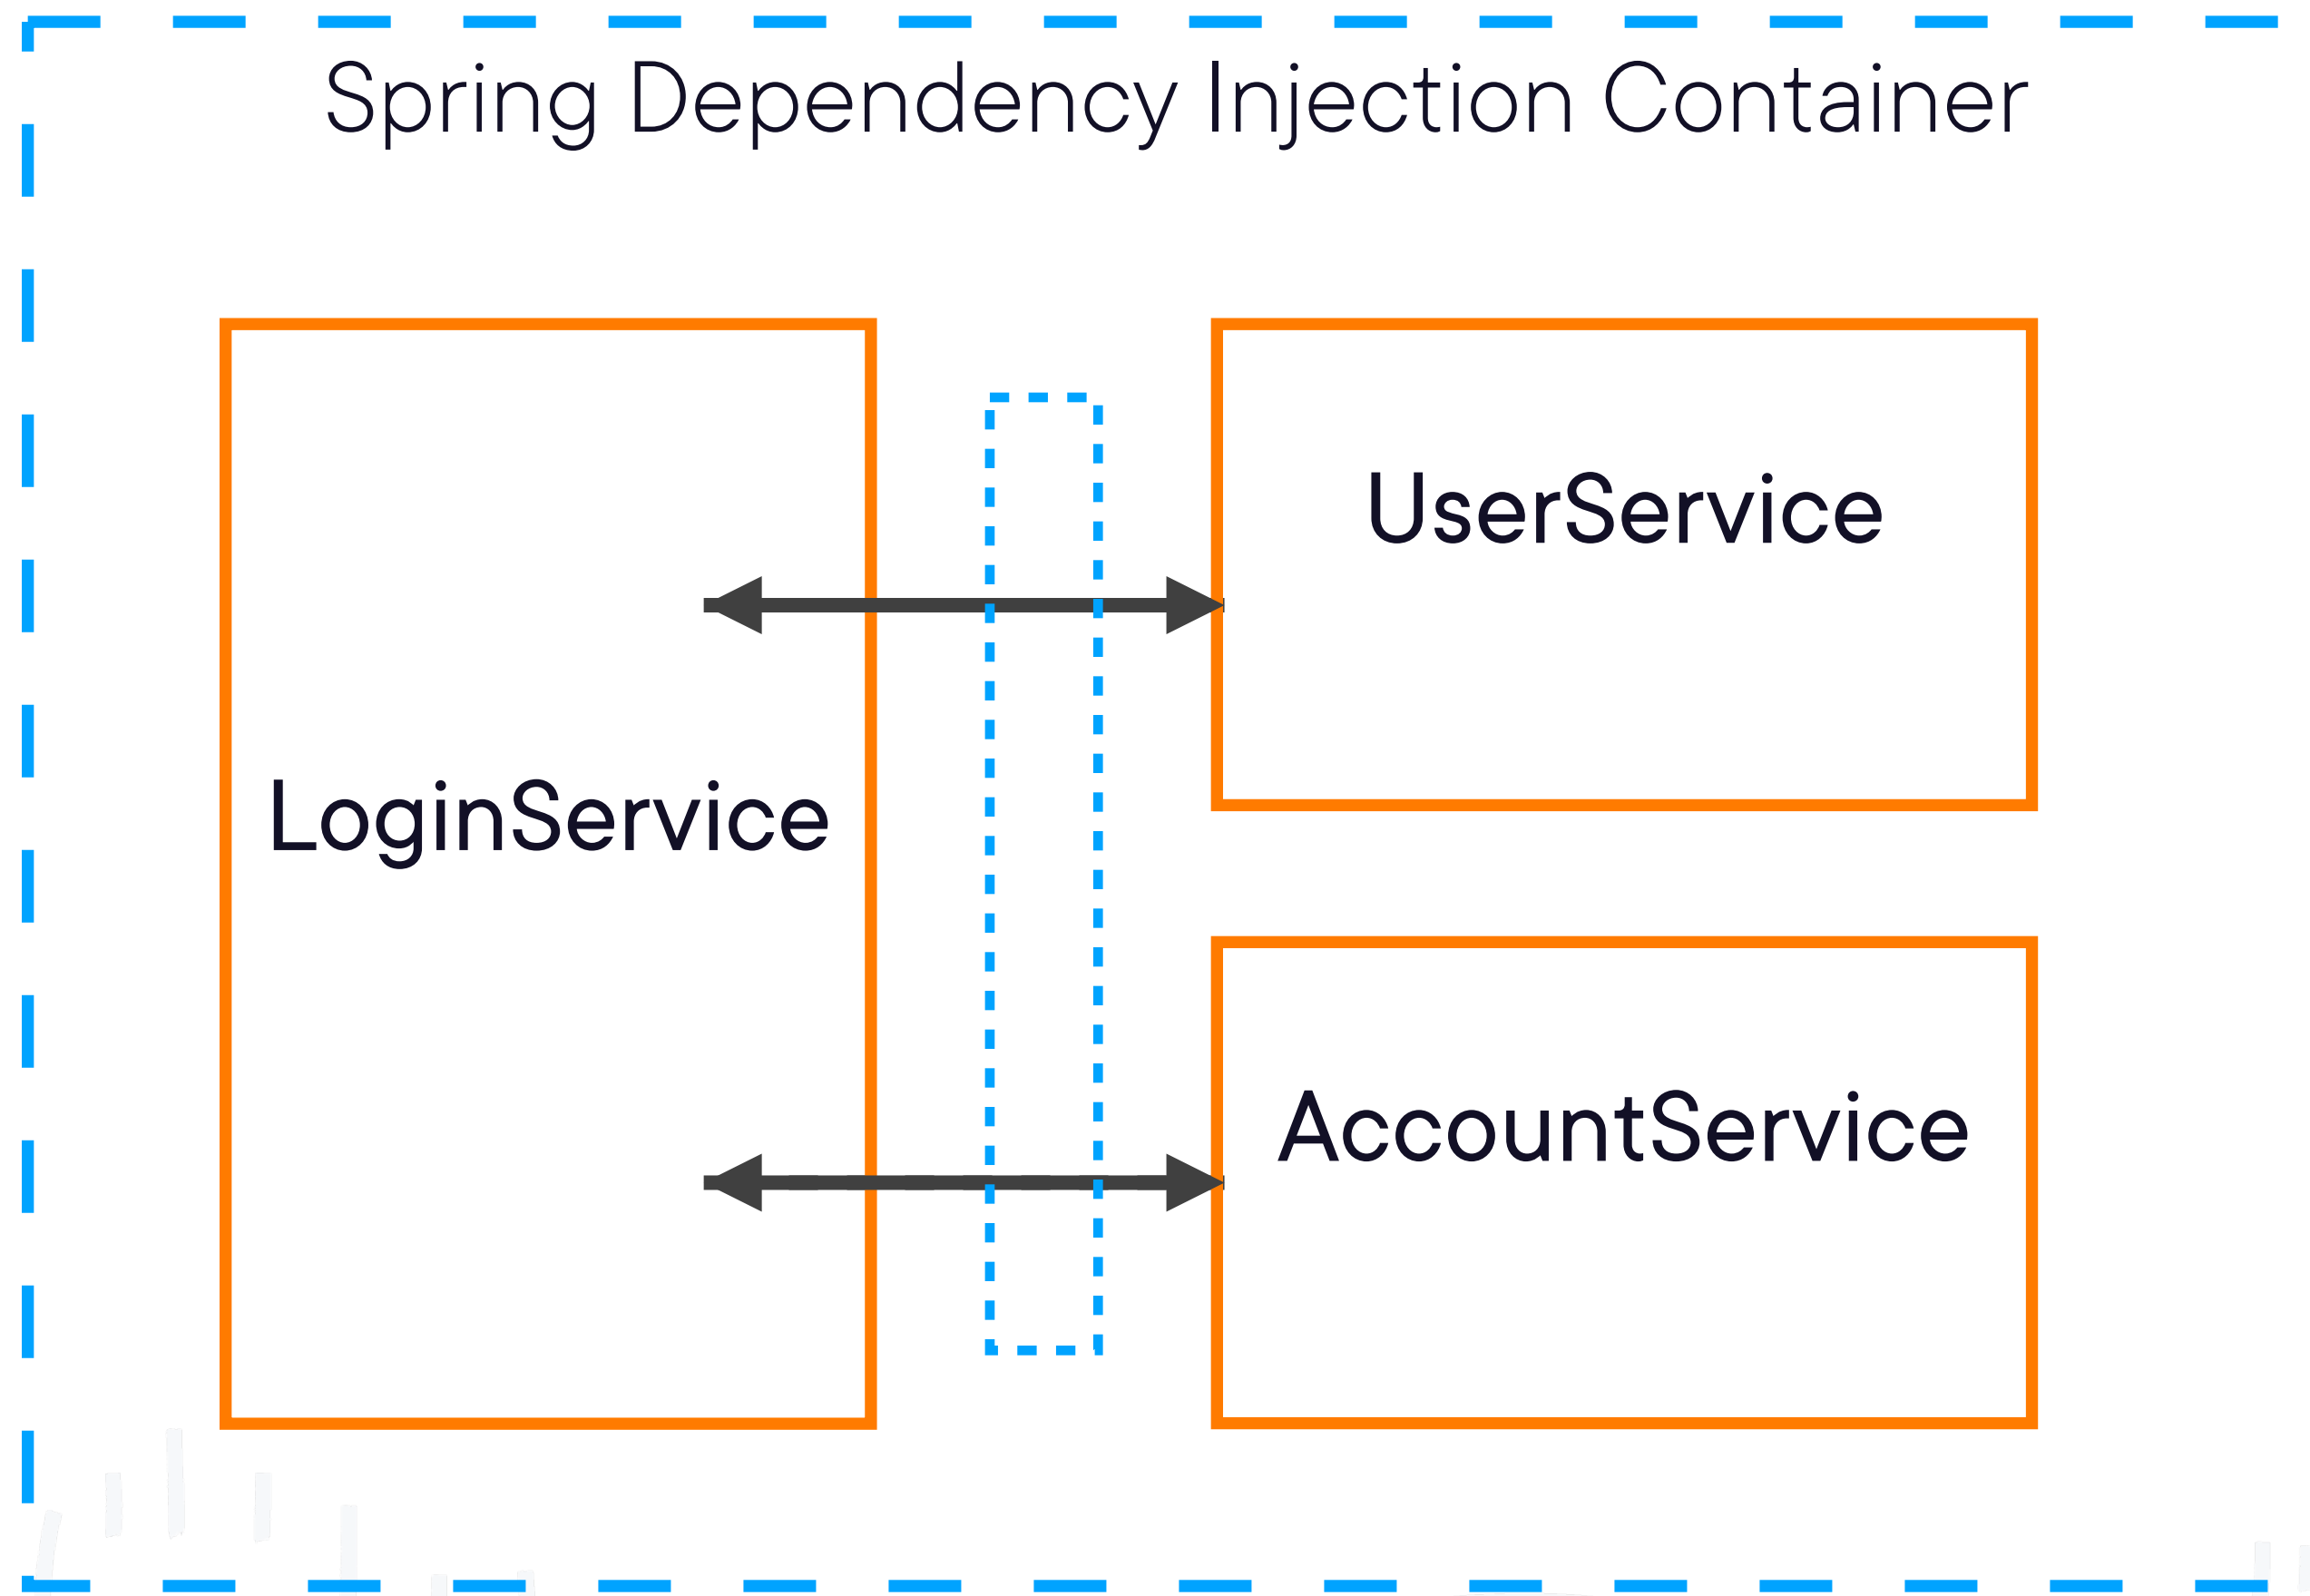 Spring Dependency Injection Container
UserService
LoginService
AccountService